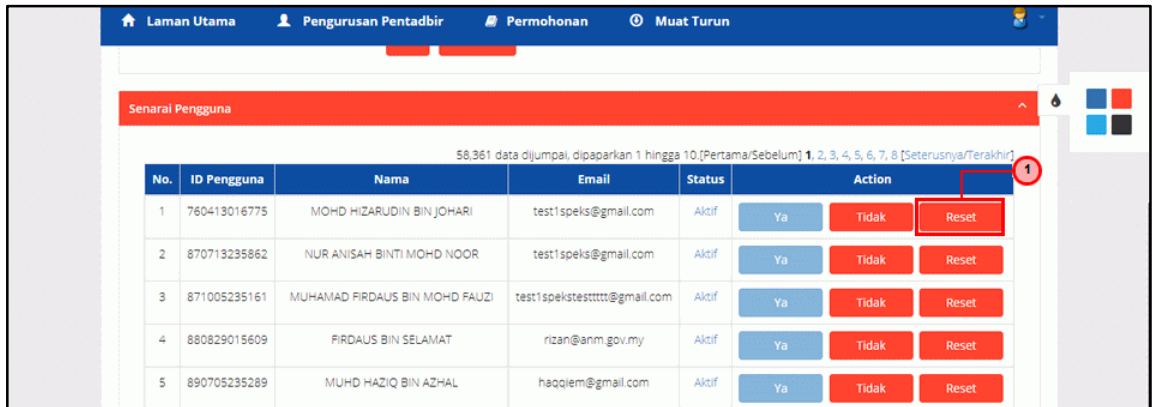 Laman Utama Pengurusan Pentadbir Permohonan Muat Turun
Senarai Pengguna
58,361 data dijumpai, dipaparkan 1 hingga 10.[Pertama/Sebelum] 1, 2, 3, 4, 5, 6, 7, 8 [Seterusnya/Terakhir]
1
No. ID Pengguna Nama Email Status Action
1 760413016775 MOHD HIZARUDIN BIN JOHARI test1speks@gmail.com Aktif Ya Tidak Reset
2 870713235862 NUR ANISAH BINTI MOHD NOOR test1speks@gmail.com Aktif Ya Tidak Reset
3 871005235161 MUHAMAD FIRDAUS BIN MOHD FAUZI test1spekstesttttt@gmail.com Aktif Ya Tidak Reset
4 880829015609 FIRDAUS BIN SELAMAT rizan@anm.gov.my Aktif Ya Tidak Reset
5 890705235289 MUHD HAZIQ BIN AZHAL haqqiem@gmail.com Aktif Ya Tidak Reset